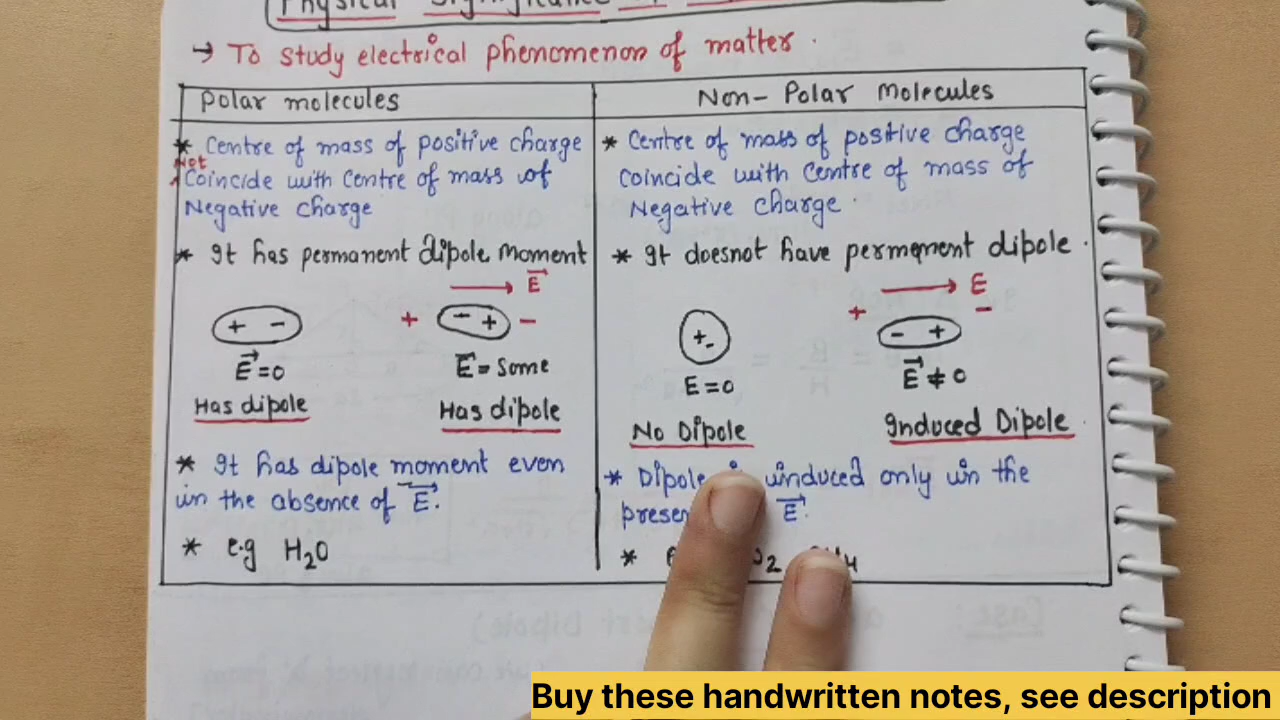 Physical Significance of
→ To study electrical phenomenon of matter.
Polar molecules
* Centre of mass of positive charge
Not
Coincide with Centre of mass of
Negative charge
* It has permanent dipole moment
E
+ - + -
E=0
E=Some
Has dipole
Has dipole
* It has dipole moment even
in the absence of E.
* e.g H2O
Non-Polar Molecules
* Centre of mass of positive charge
coincide with Centre of mass of
Negative charge.
* It doesnot have permenent dipole.
E
+ - + -
E=0
E≠0
No Dipole
Induced Dipole.
* Dipole induced only in the
E.
*
Buy these handwritten notes, see description